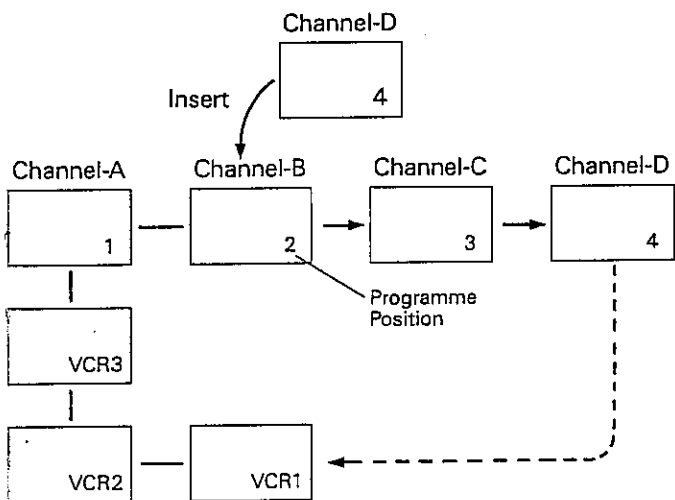 Channel-D
4
Insert
Channel-A Channel-B Channel-C Channel-D
1 2 3 4
Programme
Position
VCR3
VCR2 VCR1